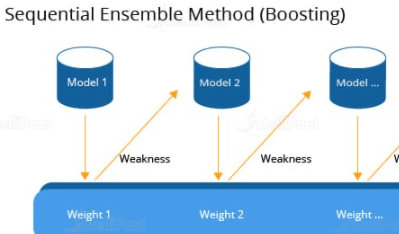 Sequential Ensemble Method (Boosting)
Model 1
Model 2
Model ...
Weakness
Weakness
Weight 1
Weight 2
Weight ...